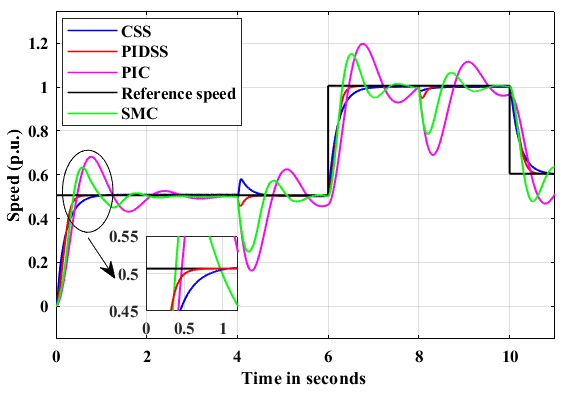 CSS
PIDSS
PIC
Reference speed
SMC
Speed (p.u.)
1.2
1
0.8
0.6
0.4
0.2
0
0.55
0.5
0.45
0 0.5 1
0 2 4 6 8 10
Time in seconds